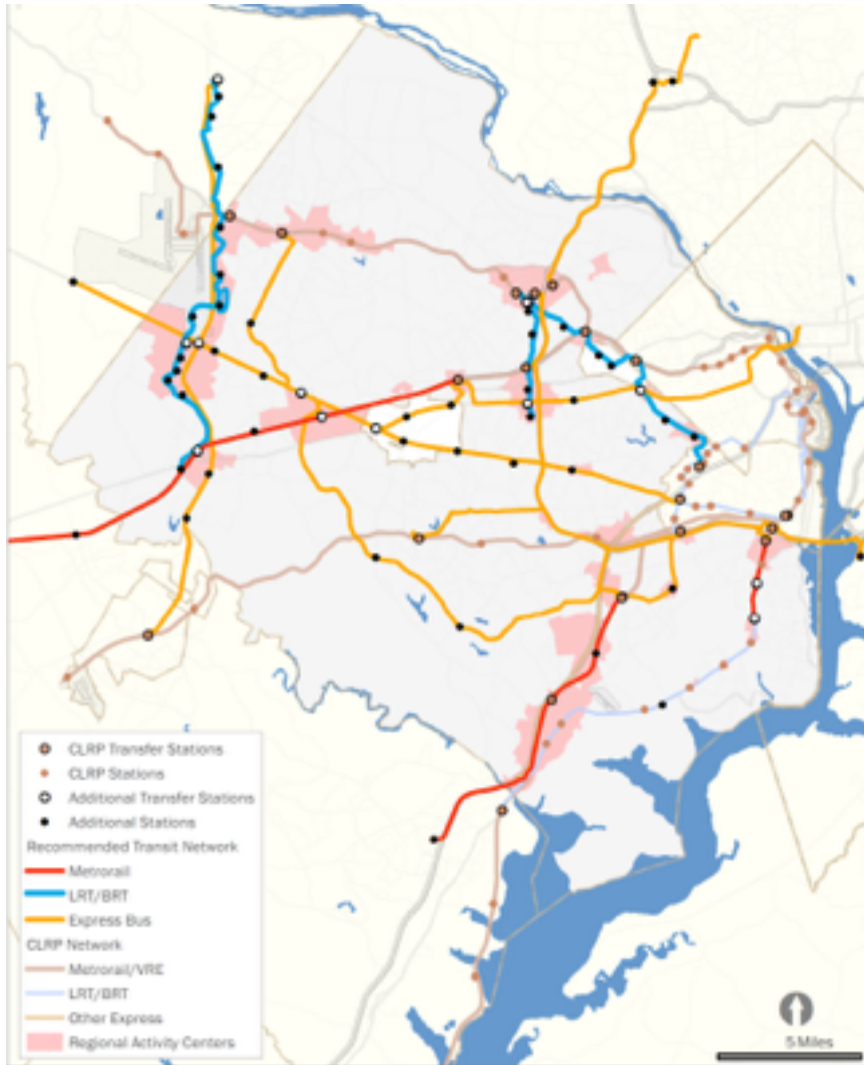 CLRP Transfer Stations
CLRP Stations
Additional Transfer Stations
Additional Stations
Recommended Transit Network
Metrorail
LRT/BRT
Express Bus
CLRP Network
Metrorail/VRE
LRT/BRT
Other Express
Regional Activity Centers
5 Miles